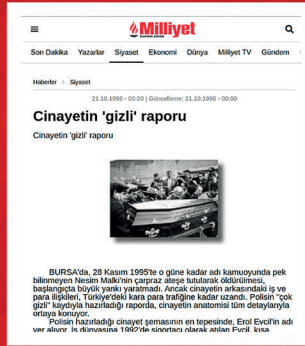 Milliyet
Son Dakika Yazarlar Siyaset Ekonomi Dünya Milliyet TV Gündem
Haberler > Siyaset
21.10.1998 - 00:00 | Güncelleme: 21.10.1998 - 00:00
Cinayetin 'gizli' raporu
Cinayetin 'gizli' raporu
BURSA'da, 28 Kasım 1995'te o güne kadar adı kamuoyunda pek
bilinmeyen Nesim Malki'nin çarpraz ateşe tutularak öldürülmesi,
başlangıçta büyük yankı yaratmadı. Ancak cinayetin arkasındaki iş ve
para ilişkileri, Türkiye'deki kara para trafiğine kadar uzandı. Polisin "çok
gizli" kaydıyla hazırladığı raporda, cinayetin anatomisi tüm detaylarıyla
ortaya konuyor.
Polisin hazırladığı cinayet şemasının en tepesinde, Erol Evcil'in adı
yer alıyor. İş dünyasına 1992'de sigortacı olarak atılan Evcil, kısa